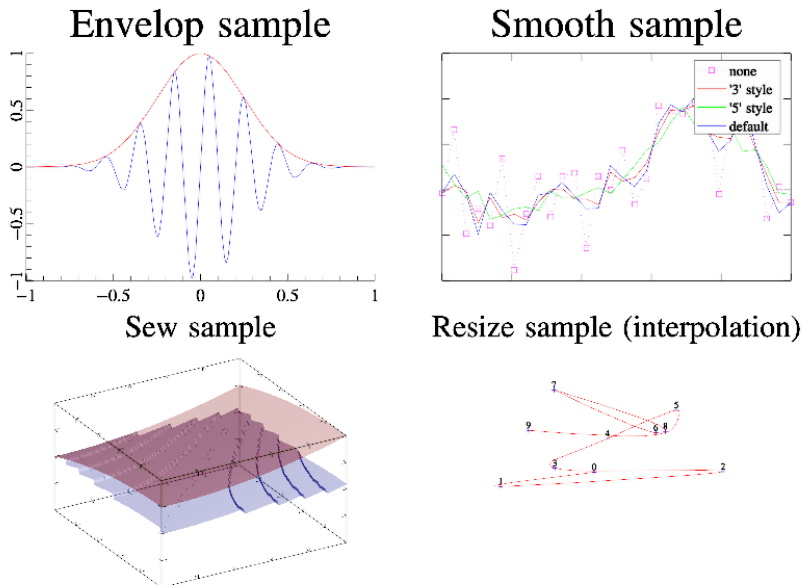 Envelop sample
Smooth sample
1
0.5
0
−0.5
−1
−1
−0.5
0
0.5
1
none
'3' style
'5' style
default
Sew sample
Resize sample (interpolation)
7
5
9
4
6
8
3
0
2
1